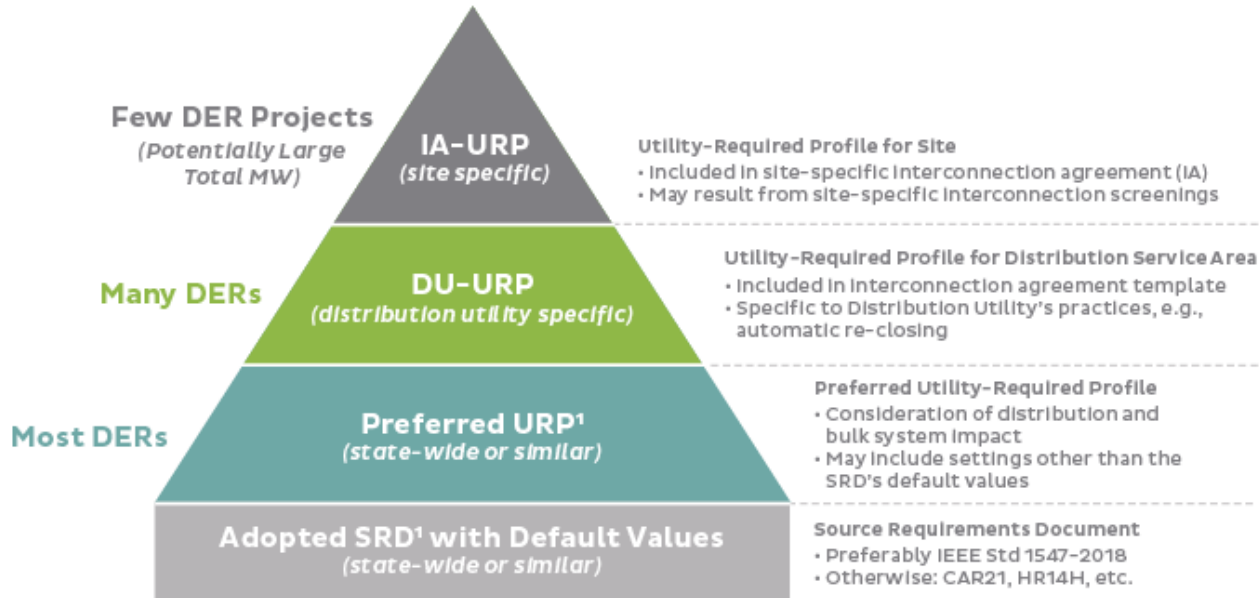 Few DER Projects
(Potentially Large
Total MW)
IA-URP
(site specific)
Utility-Required Profile for Site
• Included in site-specific interconnection agreement (IA)
• May result from site-specific interconnection screenings
Many DERs
DU-URP
(distribution utility specific)
Utility-Required Profile for Distribution Service Area
• Included in interconnection agreement template
• Specific to Distribution Utility's practices, e.g.,
automatic re-closing
Most DERs
Preferred URP¹
(state-wide or similar)
Preferred Utility-Required Profile
• Consideration of distribution and
bulk system impact
• May include settings other than the
SRD's default values
Adopted SRD¹ with Default Values
(state-wide or similar)
Source Requirements Document
• Preferably IEEE Std 1547-2018
• Otherwise: CAR21, HR14H, etc.